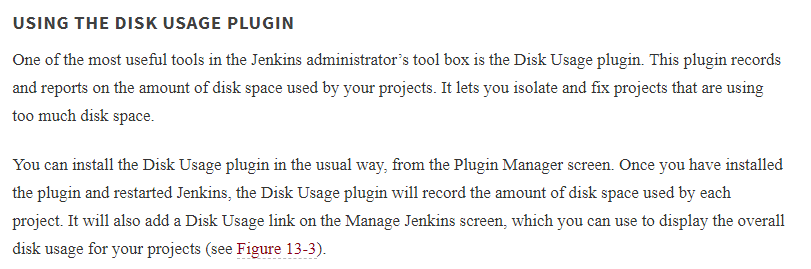 USING THE DISK USAGE PLUGIN
One of the most useful tools in the Jenkins administrator’s tool box is the Disk Usage plugin. This plugin records
and reports on the amount of disk space used by your projects. It lets you isolate and fix projects that are using
too much disk space.
You can install the Disk Usage plugin in the usual way, from the Plugin Manager screen. Once you have installed
the plugin and restarted Jenkins, the Disk Usage plugin will record the amount of disk space used by each
project. It will also add a Disk Usage link on the Manage Jenkins screen, which you can use to display the overall
disk usage for your projects (see Figure 13-3).